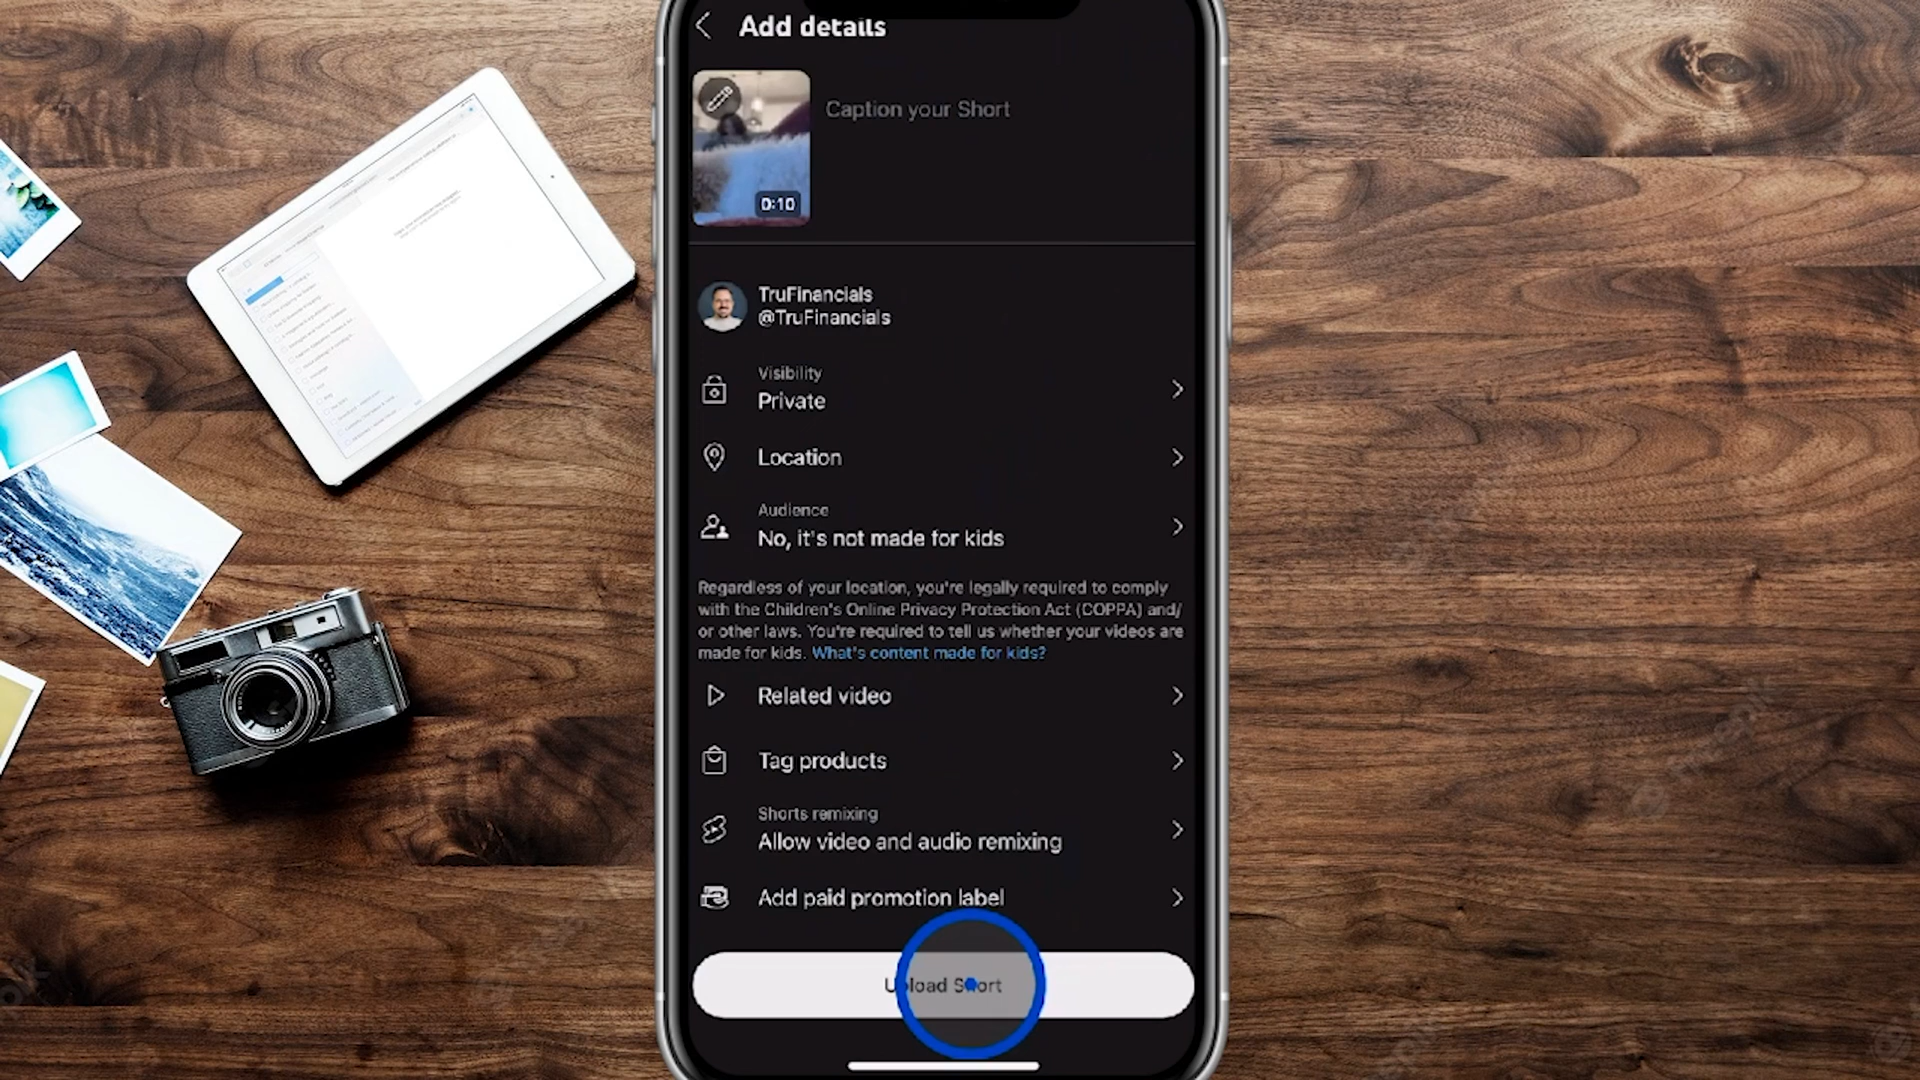 Add details
Caption your Short
0:10
TruFinancials
@TruFinancials
Visibility
Private
Location
Audience
No, it's not made for kids
Regardless of your location, you're legally required to comply
with the Children's Online Privacy Protection Act (COPPA) and/
or other laws. You're required to tell us whether your videos are
made for kids. What's content made for kids?
Related video
Tag products
Shorts remixing
Allow video and audio remixing
Add paid promotion label
Upload Short